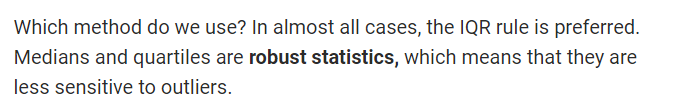 Which method do we use? In almost all cases, the IQR rule is preferred.
Medians and quartiles are robust statistics, which means that they are
less sensitive to outliers.